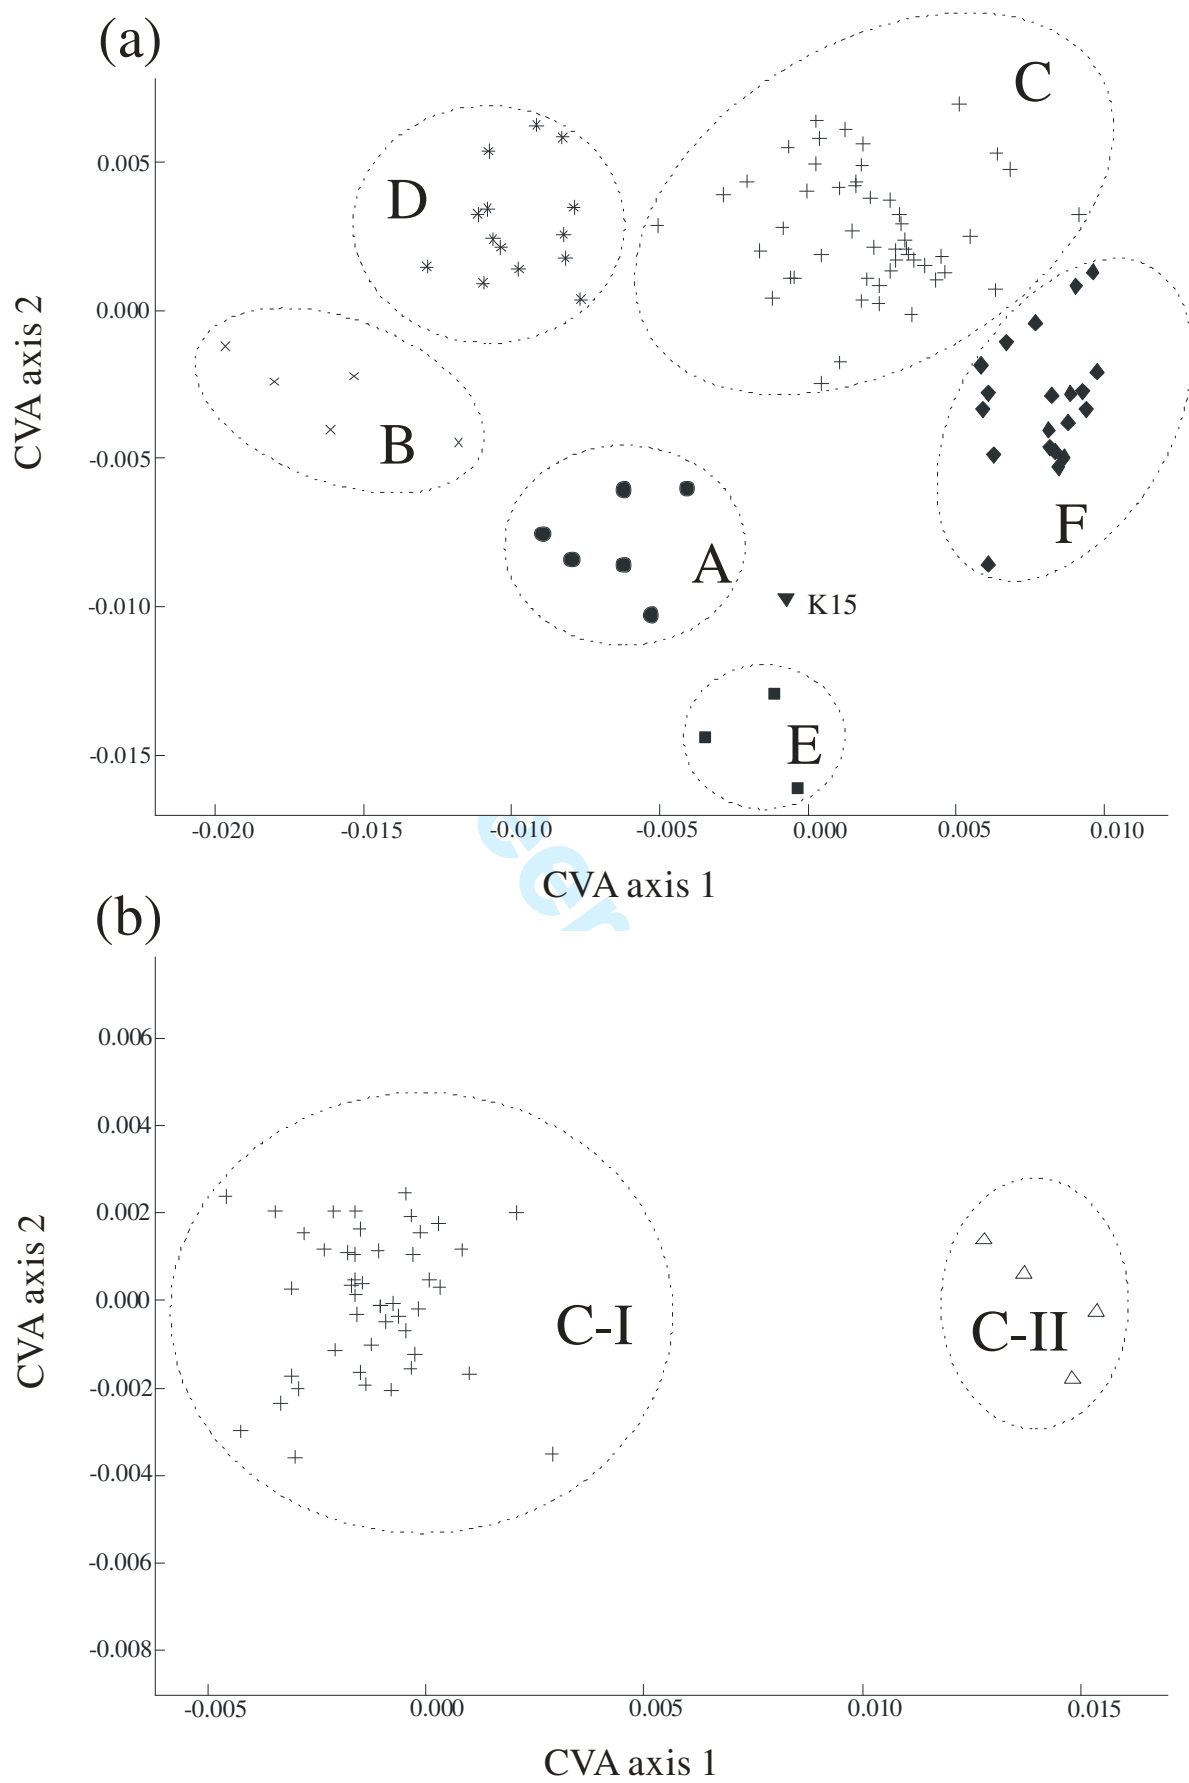 (a)
C
D
0.005
0.000
B
-0.005
F
A
-0.010
K15
E
-0.015
-0.020 -0.015 -0.010 -0.005 0.000 0.005 0.010
CVA axis 1
CVA axis 2
eer
(b)
0.006
0.004
0.002
0.000
C-I
C-II
-0.002
-0.004
-0.006
-0.008
-0.005 0.000 0.005 0.010 0.015
CVA axis 1
CVA axis 2